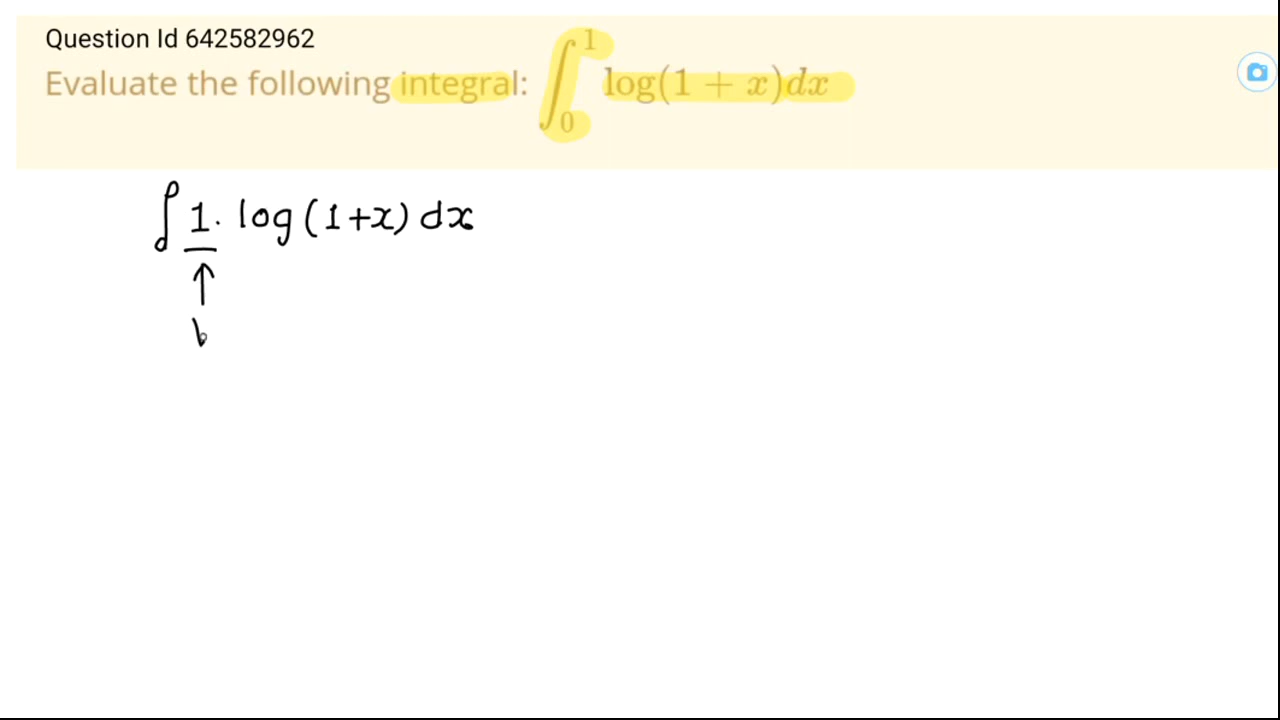 Question Id 642582962
Evaluate the following integral: ∫₀¹ log(1 + x)dx
∫ 1. log (1+x) dx
↑